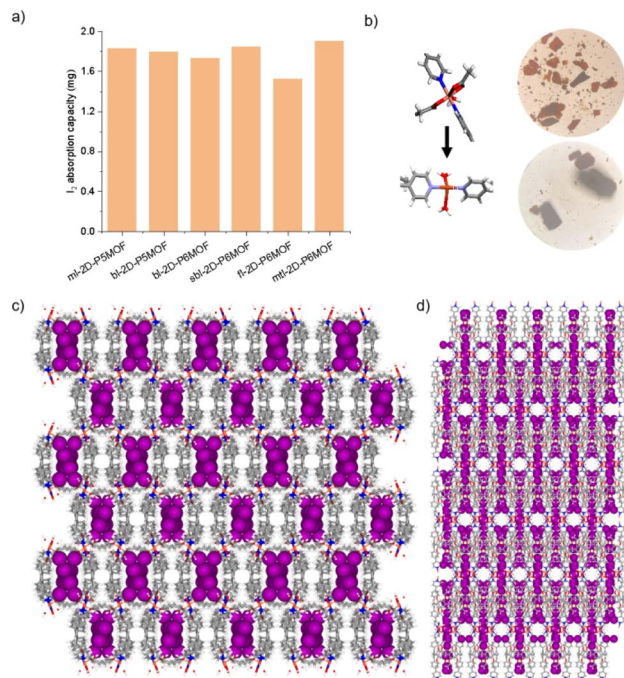 a)
b)
I₂ absorption capacity (mg)
2.0
1.6
1.2
0.8
0.4
0.0
ml-2D-P5MOF
bl-2D-P5MOF
bl-2D-P6MOF
sbl-2D-P6MOF
fl-2D-P6MOF
mtl-2D-P6MOF
c)
d)